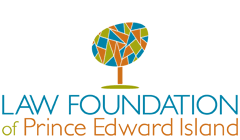 LAW FOUNDATION
of Prince Edward Island